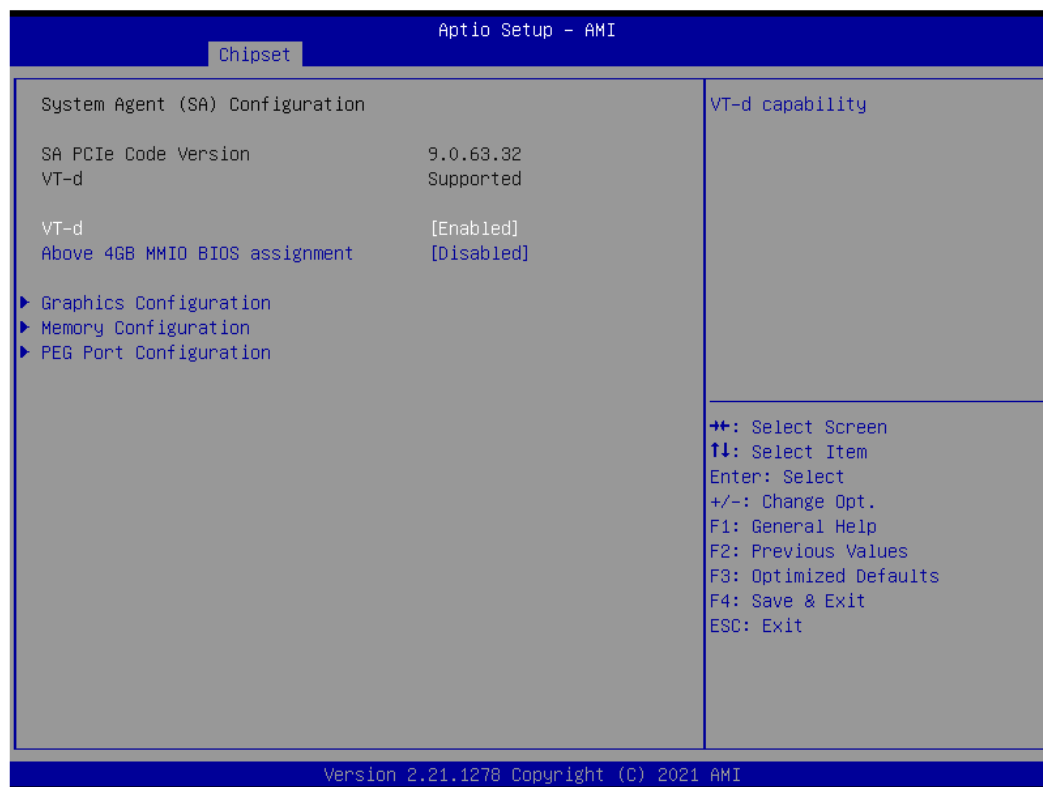 Aptio Setup – AMI
Chipset
System Agent (SA) Configuration
SA PCIe Code Version 9.0.63.32
VT-d Supported
VT-d [Enabled]
Above 4GB MMIO BIOS assignment [Disabled]
Graphics Configuration
Memory Configuration
PEG Port Configuration
VT-d capability
→←: Select Screen
↑↓: Select Item
Enter: Select
+/-: Change Opt.
F1: General Help
F2: Previous Values
F3: Optimized Defaults
F4: Save & Exit
ESC: Exit
Version 2.21.1278 Copyright (C) 2021 AMI